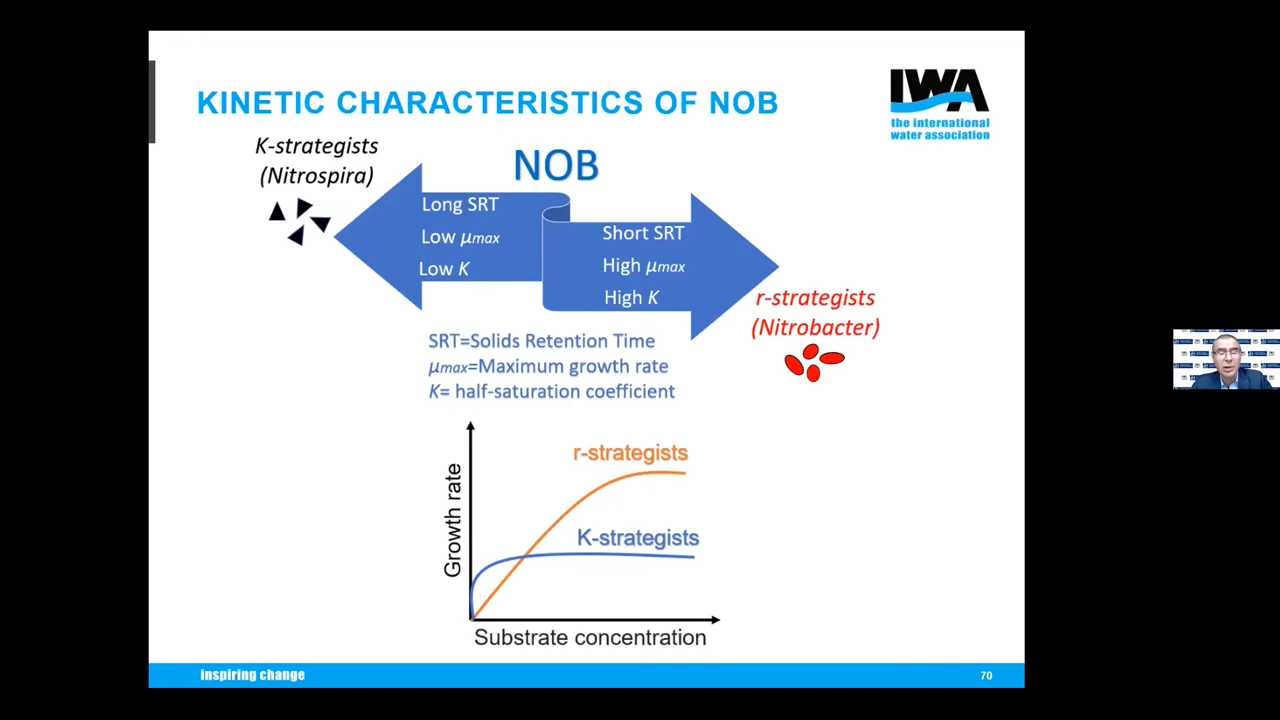 KINETIC CHARACTERISTICS OF NOB
IWA
the international
water association
K-strategists
(Nitrospira)
NOB
Long SRT
Low μmax
Low K
Short SRT
High μmax
High K
r-strategists
(Nitrobacter)
SRT=Solids Retention Time
μmax=Maximum growth rate
K= half-saturation coefficient
r-strategists
K-strategists
Growth rate
Substrate concentration
inspiring change
70